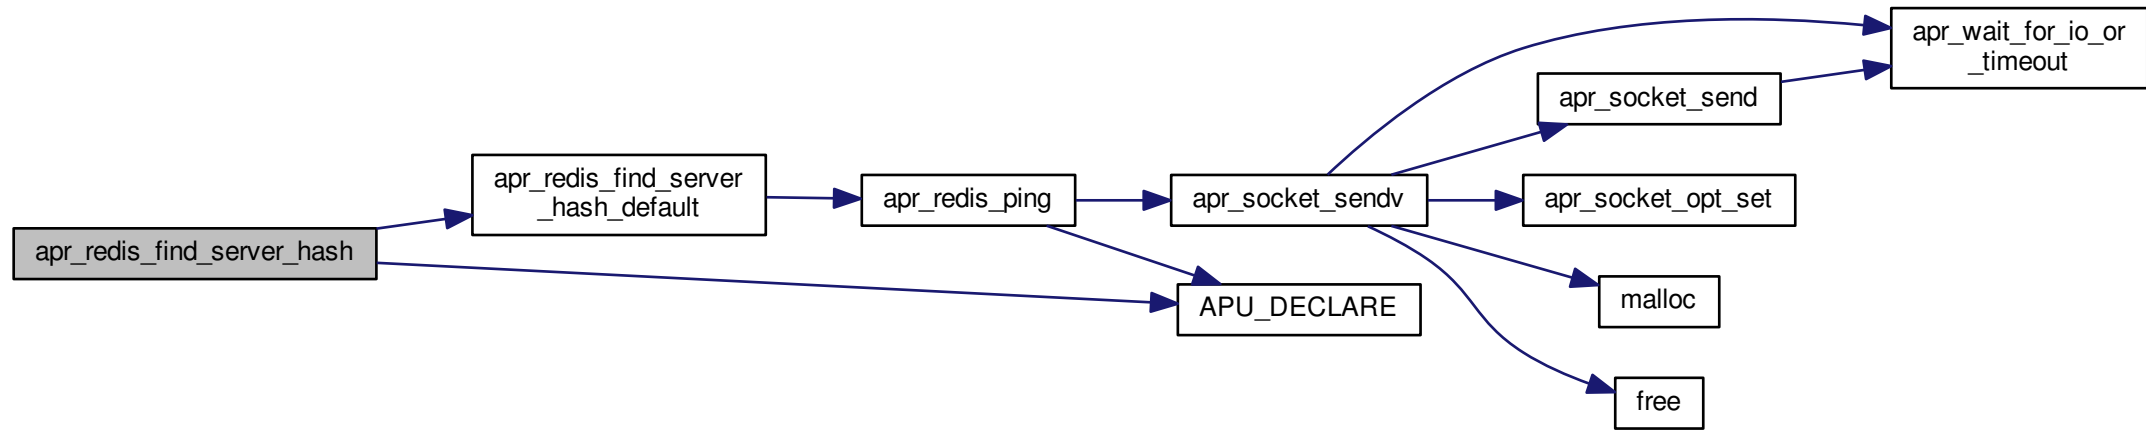 apr_redis_find_server_hash
apr_redis_find_server
_hash_default
apr_redis_ping
apr_socket_sendv
APU_DECLARE
apr_wait_for_io_or
_timeout
apr_socket_send
apr_socket_opt_set
malloc
free